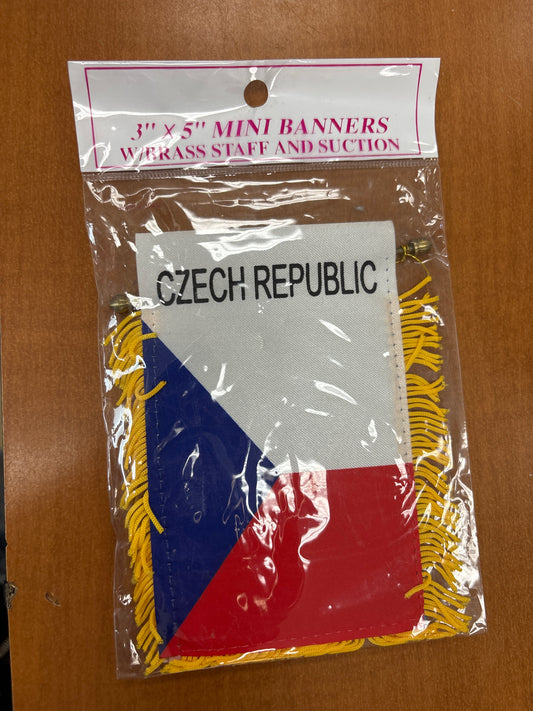 3" x 5" MINI BANNERS
W/BRASS STAFF AND SUCTION
CZECH REPUBLIC